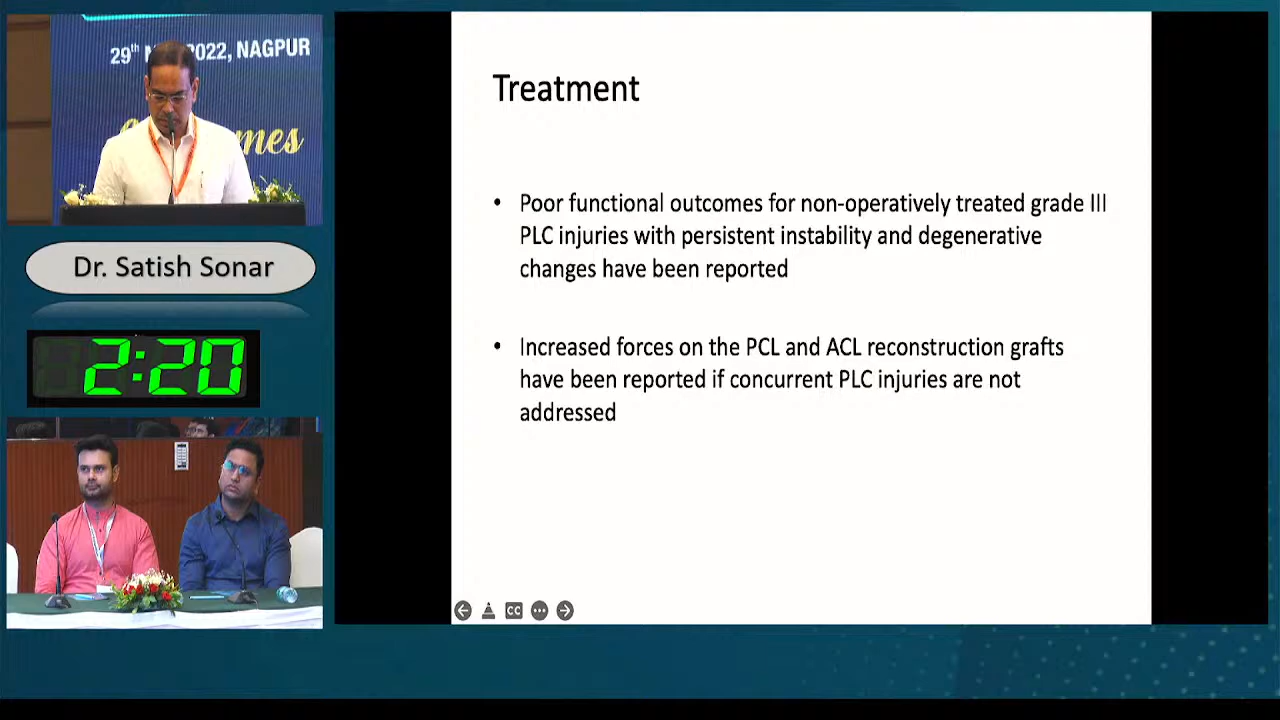 29th
2022, NAGPUR
mes
Dr. Satish Sonar
2:20
Treatment
• Poor functional outcomes for non-operatively treated grade III
PLC injuries with persistent instability and degenerative
changes have been reported
• Increased forces on the PCL and ACL reconstruction grafts
have been reported if concurrent PLC injuries are not
addressed
CC